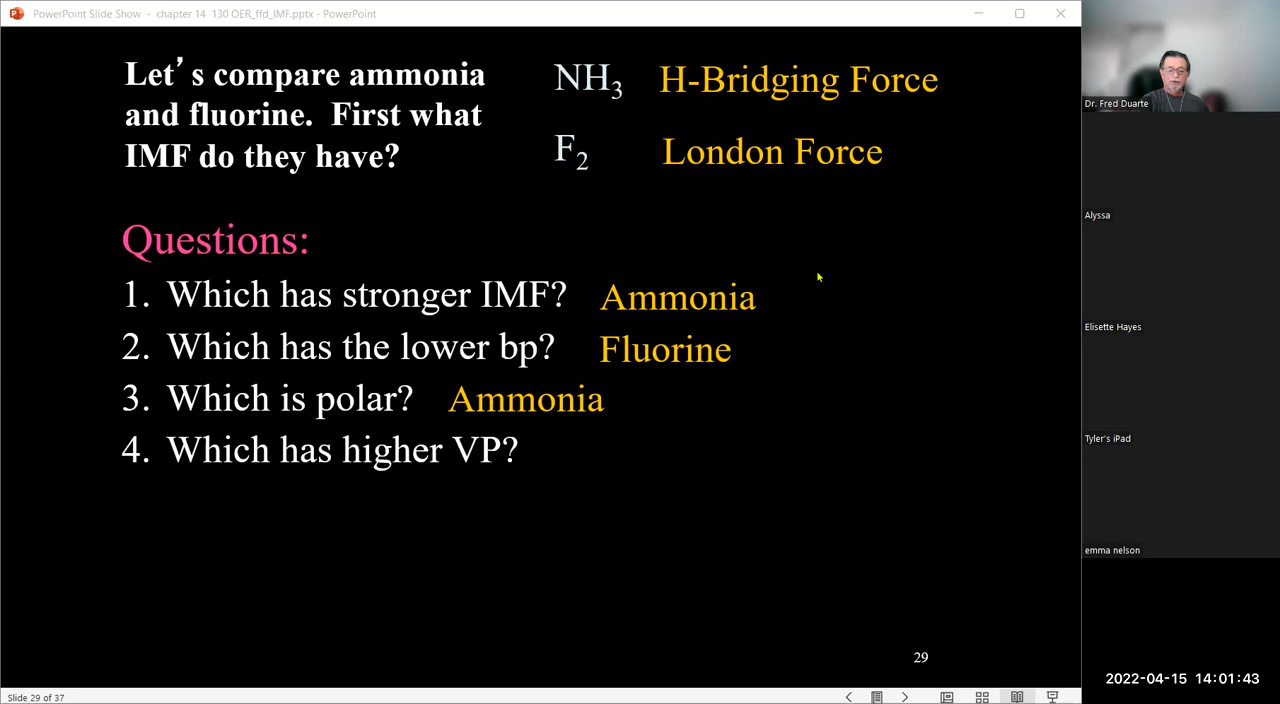 PowerPoint Slide Show - chapter 14 130 OER_ffd_IMF.pptx - PowerPoint
Let's compare ammonia
and fluorine. First what
IMF do they have?
NH3 H-Bridging Force
F2 London Force
Questions:
1. Which has stronger IMF? Ammonia
2. Which has the lower bp? Fluorine
3. Which is polar? Ammonia
4. Which has higher VP?
29
Slide 29 of 37
Dr. Fred Duarte
Alyssa
Elisette Hayes
Tyler's iPad
emma nelson
2022-04-15 14:01:43